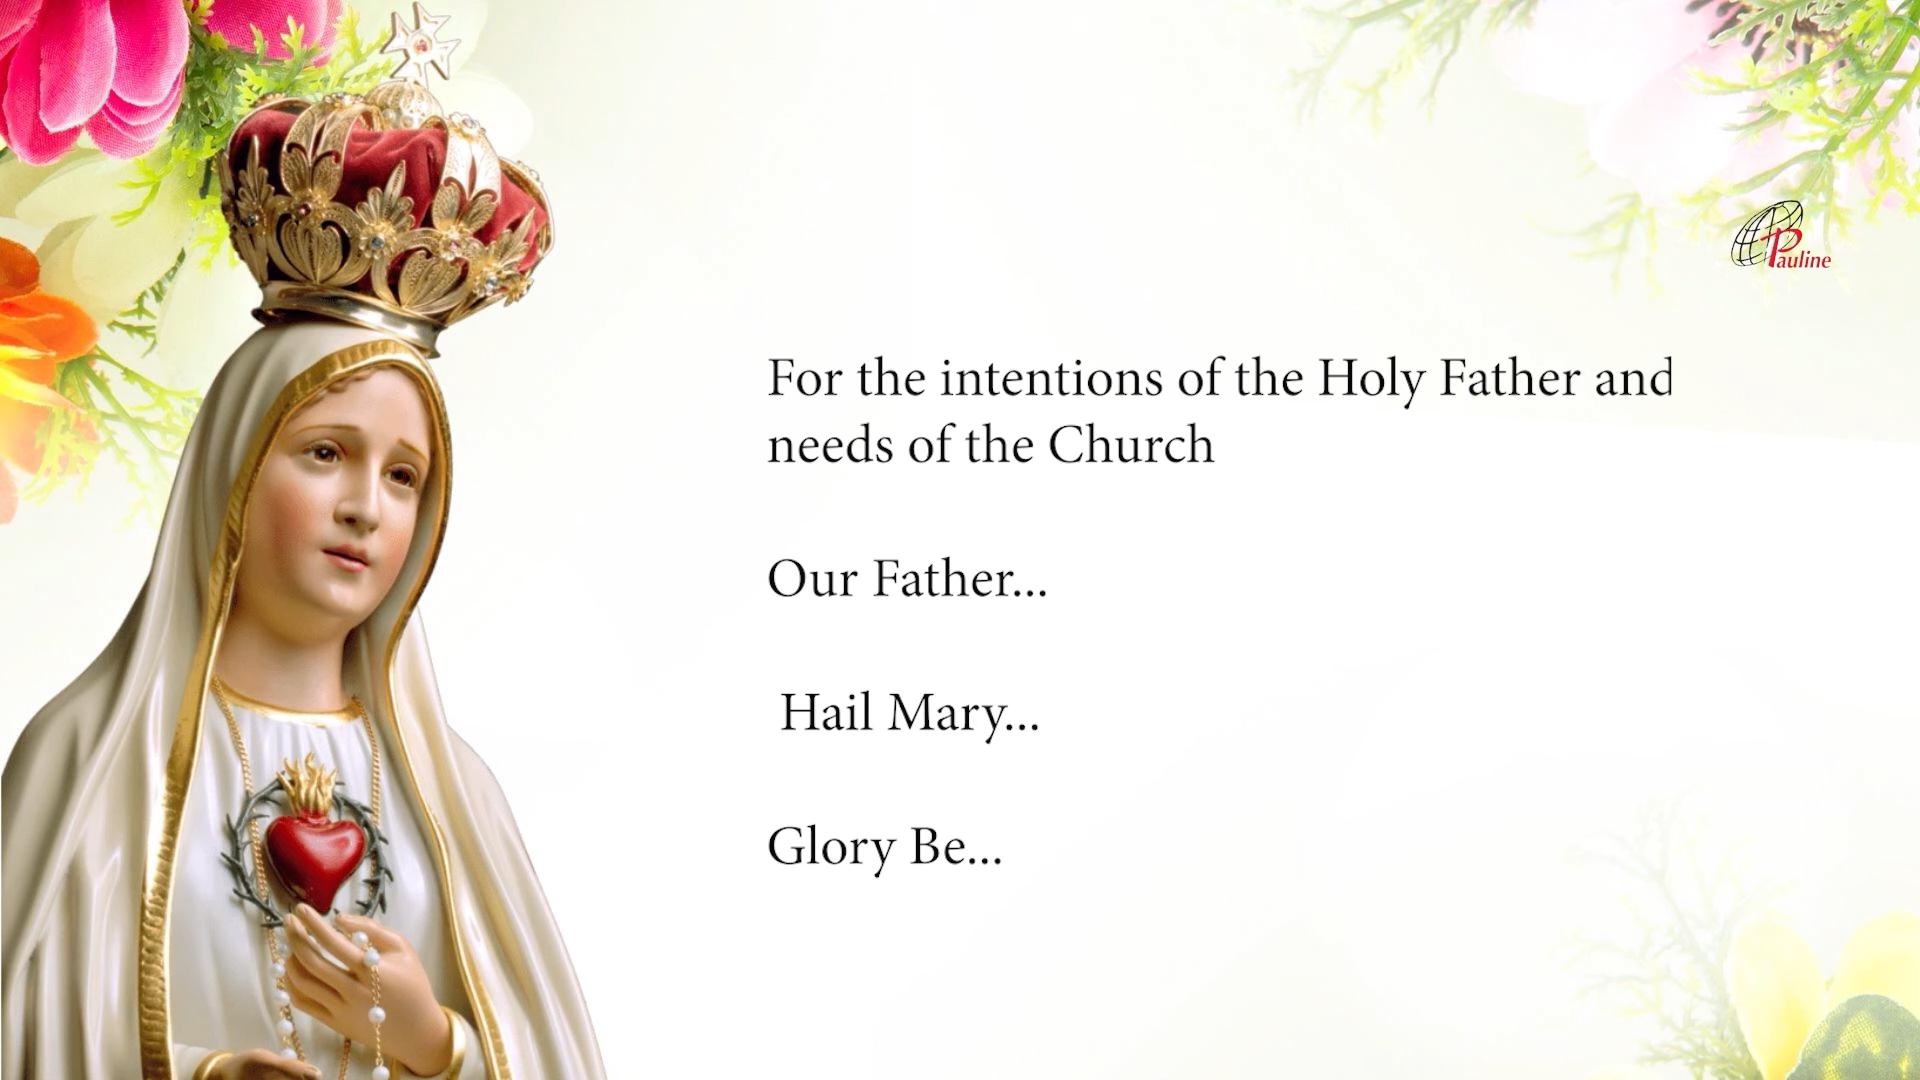 Pauline
For the intentions of the Holy Father and
needs of the Church
Our Father...
Hail Mary...
Glory Be...